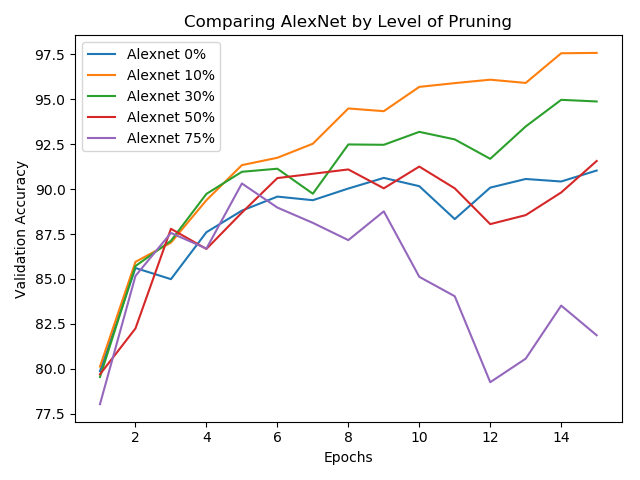 Comparing AlexNet by Level of Pruning
Alexnet 0%
Alexnet 10%
Alexnet 30%
Alexnet 50%
Alexnet 75%
Validation Accuracy
97.5
95.0
92.5
90.0
87.5
85.0
82.5
80.0
77.5
2 4 6 8 10 12 14
Epochs